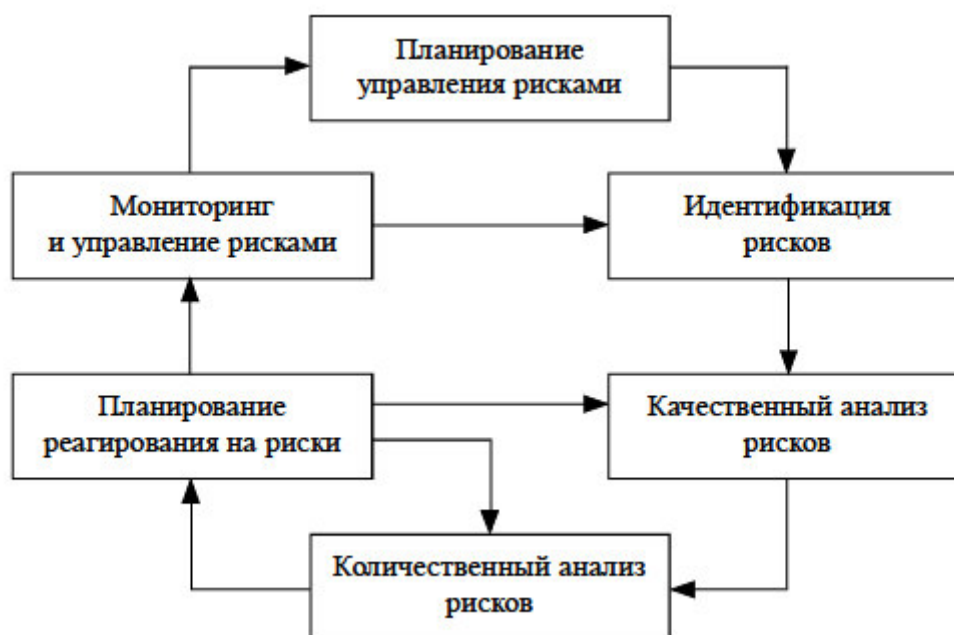 Планирование
управления рисками
Мониторинг
и управление рисками
Идентификация
рисков
Планирование
реагирования на риски
Качественный анализ
рисков
Количественный анализ
рисков